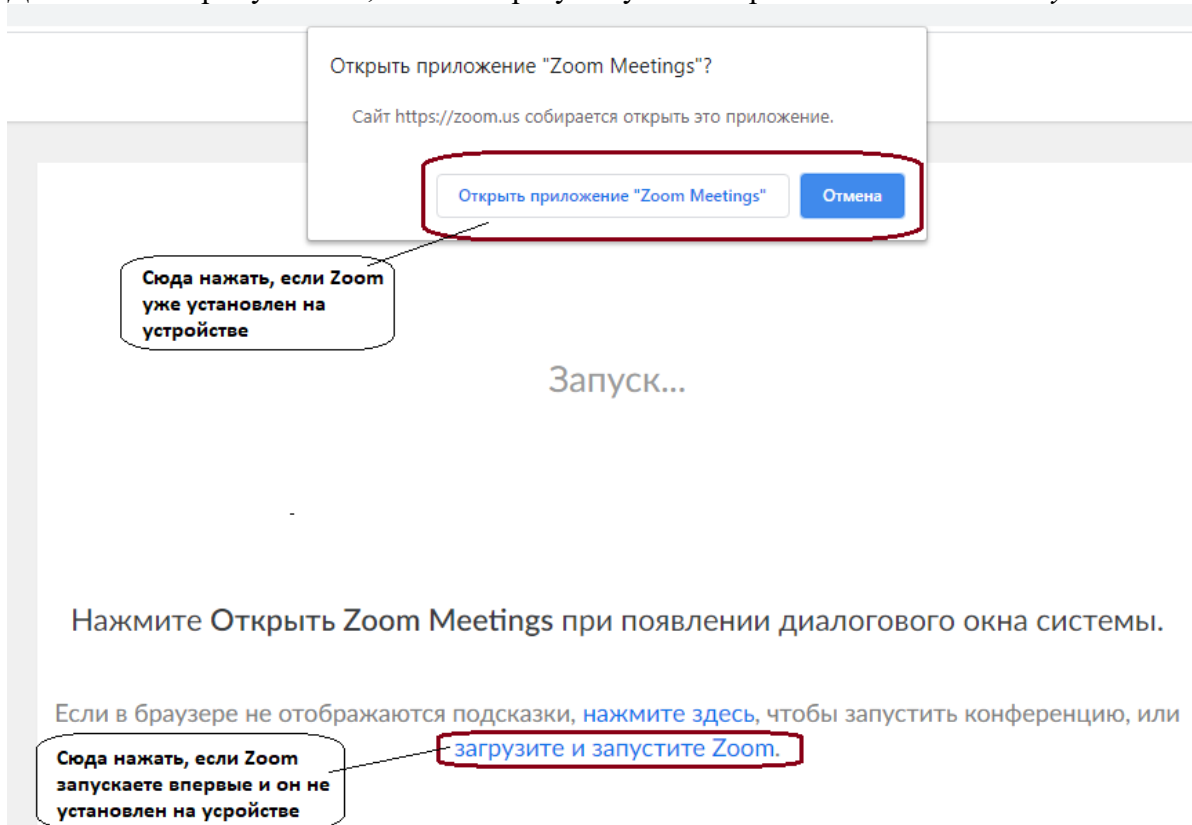 Открыть приложение "Zoom Meetings"?
Сайт https://zoom.us собирается открыть это приложение.
Открыть приложение "Zoom Meetings" Отмена
Сюда нажать, если Zoom
уже установлен на
устройстве
Запуск...
-
Нажмите Открыть Zoom Meetings при появлении диалогового окна системы.
Если в браузере не отображаются подсказки, нажмите здесь, чтобы запустить конференцию, или
загрузите и запустите Zoom.
Сюда нажать, если Zoom
запускаете впервые и он не
установлен на усройстве